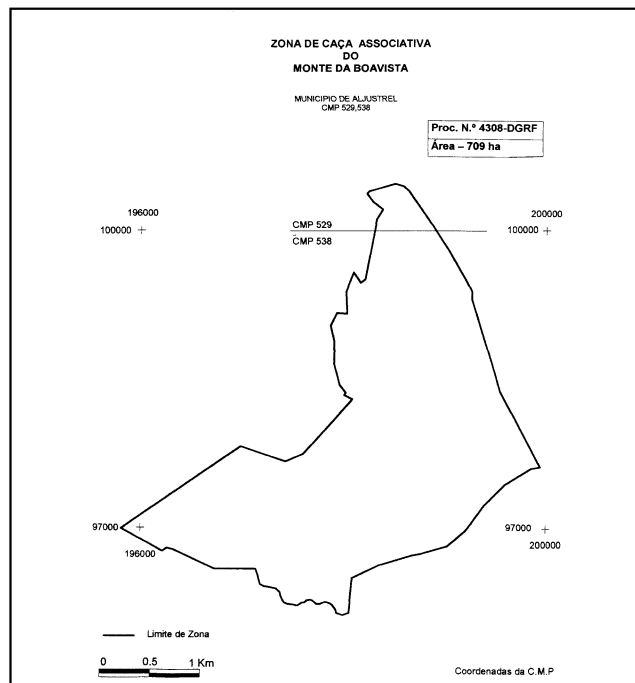 ZONA DE CAÇA ASSOCIATIVA
DO
MONTE DA BOAVISTA
MUNICIPIO DE ALJUSTREL
CMP 529,538
Proc. N.º 4308-DGRF
Área – 709 ha
196000
200000
100000
CMP 529
100000
CMP 538
97000
97000
196000
200000
Limite de Zona
0 0.5 1 Km
Coordenadas da C.M.P